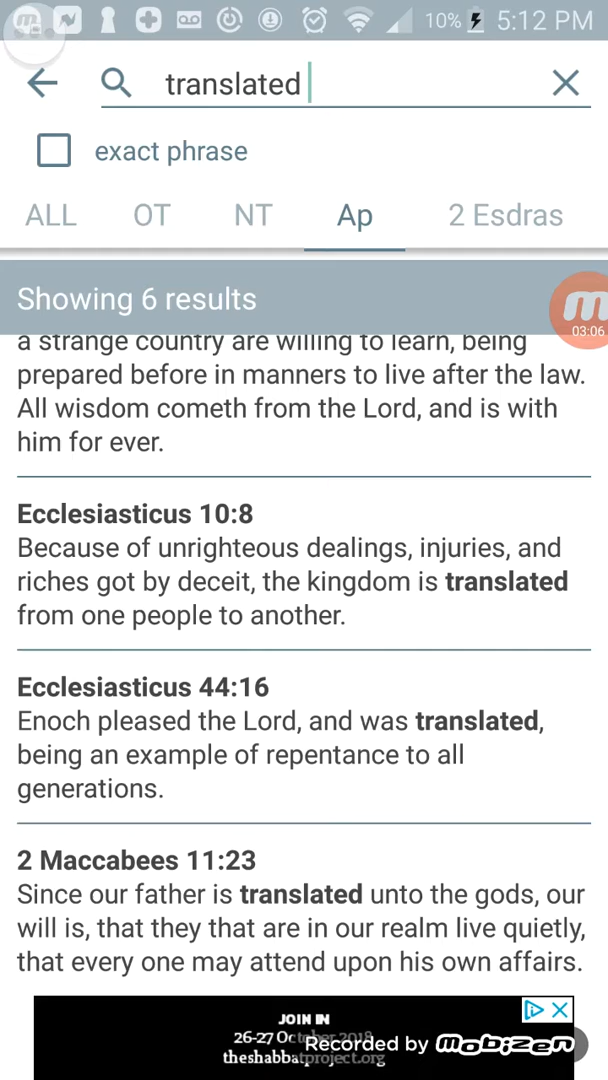 10% 5:12 PM
translated
exact phrase
ALL OT NT Ap 2 Esdras
Showing 6 results
03:06
a strange country are willing to learn, being
prepared before in manners to live after the law.
All wisdom cometh from the Lord, and is with
him for ever.
Ecclesiasticus 10:8
Because of unrighteous dealings, injuries, and
riches got by deceit, the kingdom is translated
from one people to another.
Ecclesiasticus 44:16
Enoch pleased the Lord, and was translated,
being an example of repentance to all
generations.
2 Maccabees 11:23
Since our father is translated unto the gods, our
will is, that they that are in our realm live quietly,
that every one may attend upon his own affairs.
JOIN IN
26-27 October 2018
theshabbatproject.org
Recorded by mobizen